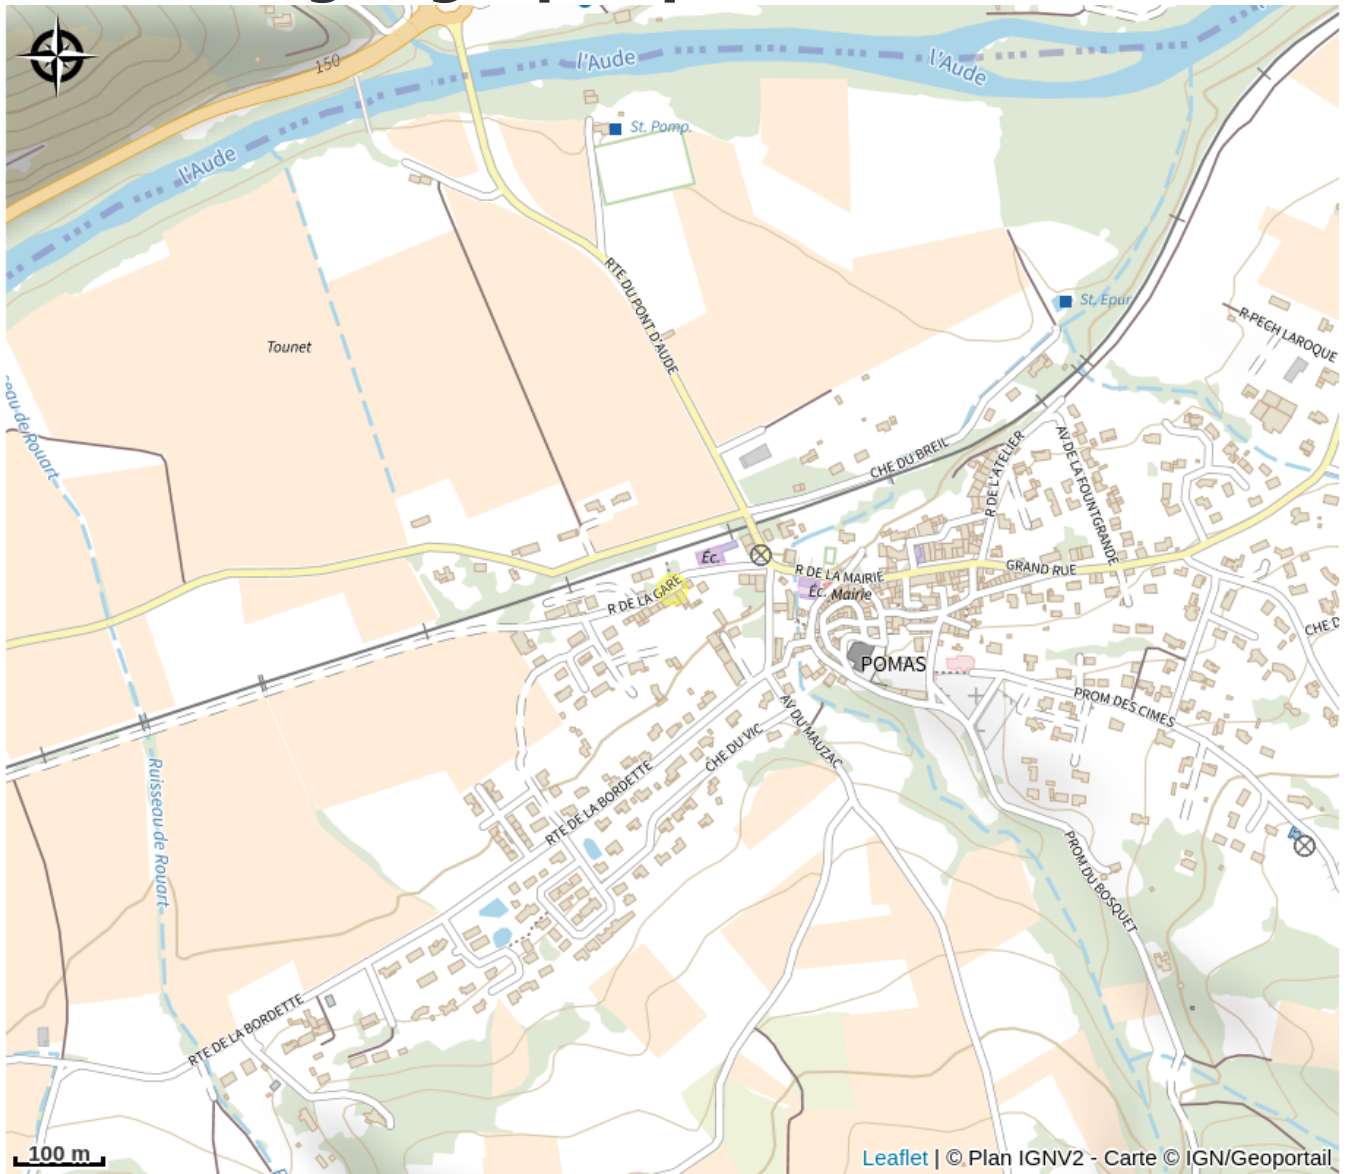 150
l'Aude
l'Aude
l'Aude
St. Pomp.
RTE DU PONT D'AUDE
St. Epur
R PECH LAROQUE
Tounet
eau de Rouart
CHE DU BREIL
R DE L'ATELIER
AV DE LA FOUNTGRANDE
Éc.
R DE LA MAIRIE
GRAND RUE
R DE LA GARE
Éc. Mairie
CHE D
POMAS
PROM DES CIMES
AV DU MAUZAC
CHE DU VIC
RTE DE LA BORDETTE
Ruisseau de Rouart
PROM DU BOSQUET
RTE DE LA BORDETTE
100 m
Leaflet | © Plan IGNV2 - Carte © IGN/Geoportail